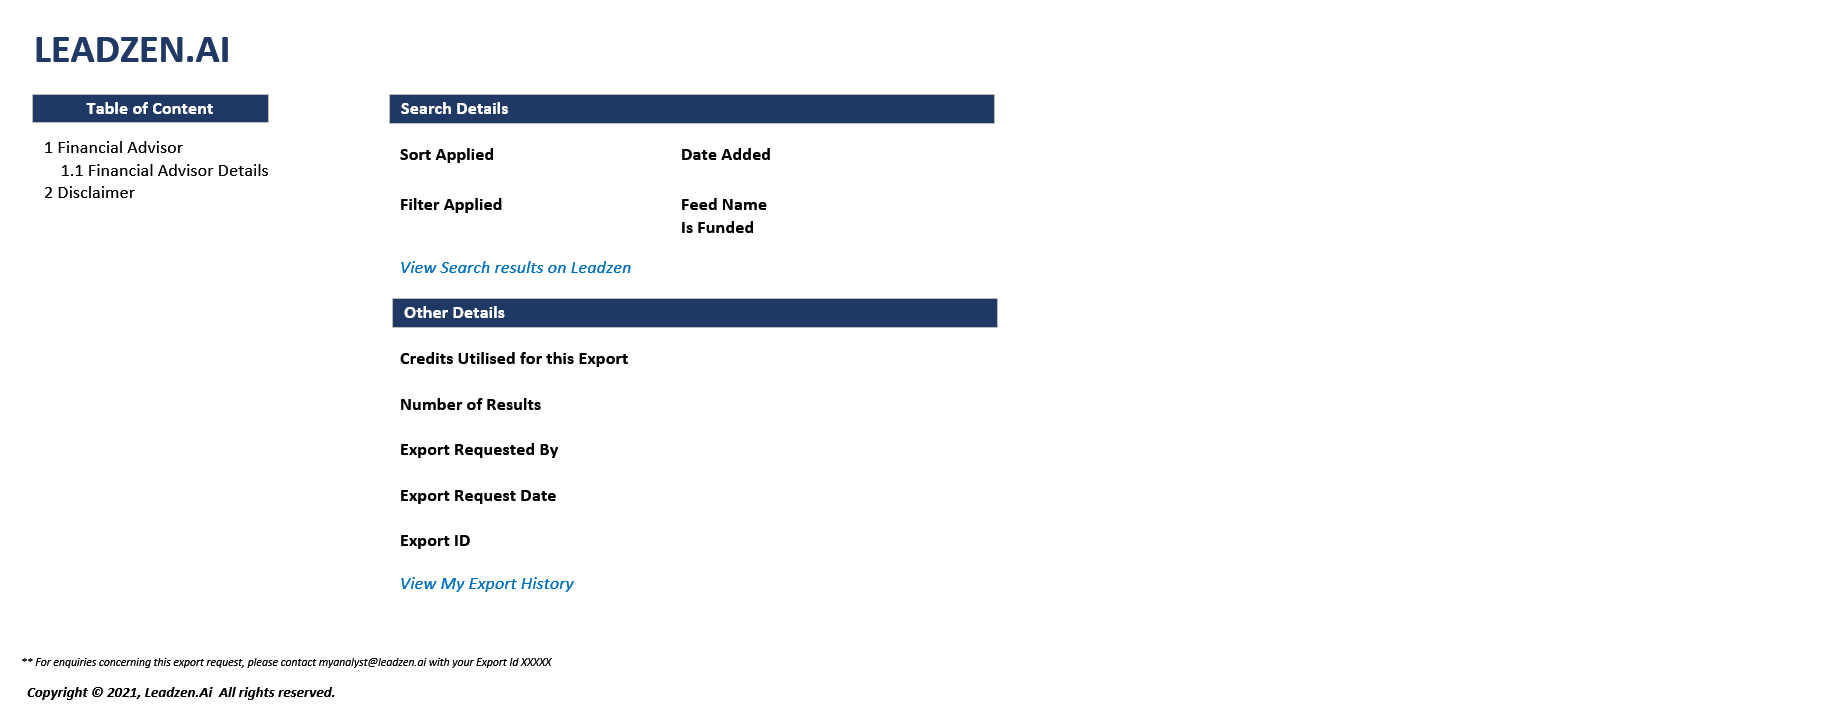 LEADZEN.AI
Table of Content
1 Financial Advisor
1.1 Financial Advisor Details
2 Disclaimer
Search Details
Sort Applied Date Added
Filter Applied Feed Name
Is Funded
View Search results on Leadzen
Other Details
Credits Utilised for this Export
Number of Results
Export Requested By
Export Request Date
Export ID
View My Export History
** For enquiries concerning this export request, please contact myanalyst@leadzen.ai with your Export Id XXXXX
Copyright © 2021, Leadzen.Ai All rights reserved.